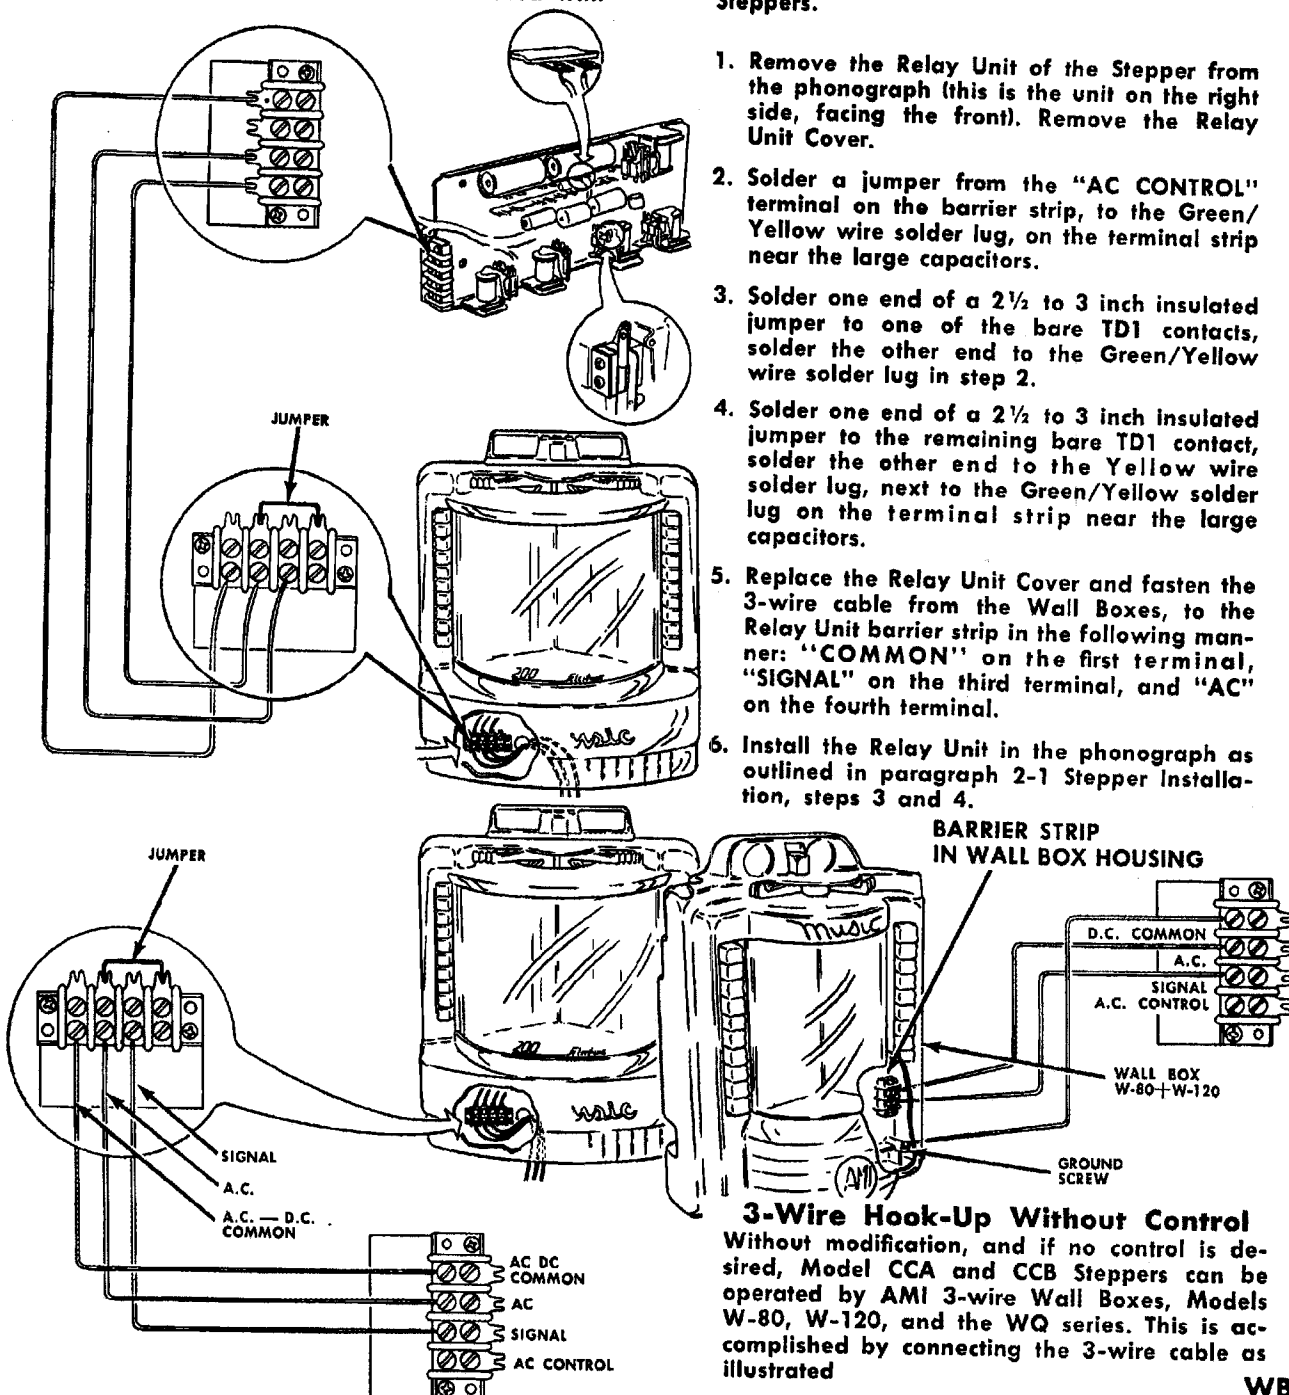 Steppers.
1. Remove the Relay Unit of the Stepper from
the phonograph (this is the unit on the right
side, facing the front). Remove the Relay
Unit Cover.
2. Solder a jumper from the “AC CONTROL”
terminal on the barrier strip, to the Green/
Yellow wire solder lug, on the terminal strip
near the large capacitors.
3. Solder one end of a 2½ to 3 inch insulated
jumper to one of the bare TD1 contacts,
solder the other end to the Green/Yellow
wire solder lug in step 2.
4. Solder one end of a 2½ to 3 inch insulated
jumper to the remaining bare TD1 contact,
solder the other end to the Yellow wire
solder lug, next to the Green/Yellow solder
lug on the terminal strip near the large
capacitors.
5. Replace the Relay Unit Cover and fasten the
3-wire cable from the Wall Boxes, to the
Relay Unit barrier strip in the following man-
ner: “COMMON” on the first terminal,
“SIGNAL” on the third terminal, and “AC”
on the fourth terminal.
6. Install the Relay Unit in the phonograph as
outlined in paragraph 2-1 Stepper Installa-
tion, steps 3 and 4.
JUMPER
200
usic
BARRIER STRIP
IN WALL BOX HOUSING
JUMPER
music
D.C. COMMON
A.C.
SIGNAL
A.C. CONTROL
200
usic
WALL BOX
W-80+W-120
GROUND
SCREW
AMI
SIGNAL
A.C.
A.C. — D.C.
COMMON
AC DC
COMMON
AC
SIGNAL
AC CONTROL
3-Wire Hook-Up Without Control
Without modification, and if no control is de-
sired, Model CCA and CCB Steppers can be
operated by AMI 3-wire Wall Boxes, Models
W-80, W-120, and the WQ series. This is ac-
complished by connecting the 3-wire cable as
illustrated
WB